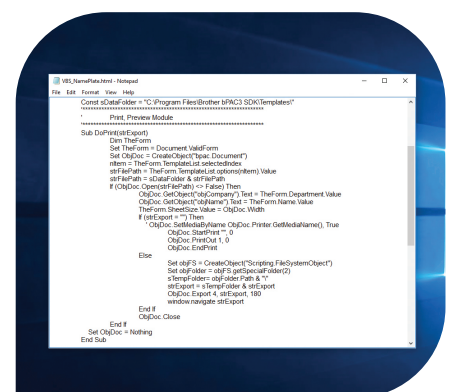 VBS_NamePlate.html - Notepad
File Edit Format View Help
Const sDataFolder = "C:\Program Files\Brother bPAC3 SDK\Templates\"
'*******************************************************************
' Print, Preview Module
'*******************************************************************
Sub DoPrint(strExport)
Dim TheForm
Set TheForm = Document.ValidForm
Set ObjDoc = CreateObject("bpac.Document")
nItem = TheForm.TemplateList.selectedIndex
strFilePath = TheForm.TemplateList.options(nItem).Value
strFilePath = sDataFolder & strFilePath
If (ObjDoc.Open(strFilePath) <> False) Then
ObjDoc.GetObject("objCompany").Text = TheForm.Department.Value
ObjDoc.GetObject("objName").Text = TheForm.Name.Value
TheForm.SheetSize.Value = ObjDoc.Width
If (strExport = "") Then
' ObjDoc.SetMediaByName ObjDoc.Printer.GetMediaName(), True
ObjDoc.StartPrint "", 0
ObjDoc.PrintOut 1, 0
ObjDoc.EndPrint
Else
Set objFS = CreateObject("Scripting.FileSystemObject")
Set objFolder = objFS.getSpecialFolder(2)
sTempFolder= objFolder.Path & "\"
strExport = sTempFolder & strExport
ObjDoc.Export 4, strExport, 180
window.navigate strExport
End If
ObjDoc.Close
End If
Set ObjDoc = Nothing
End Sub